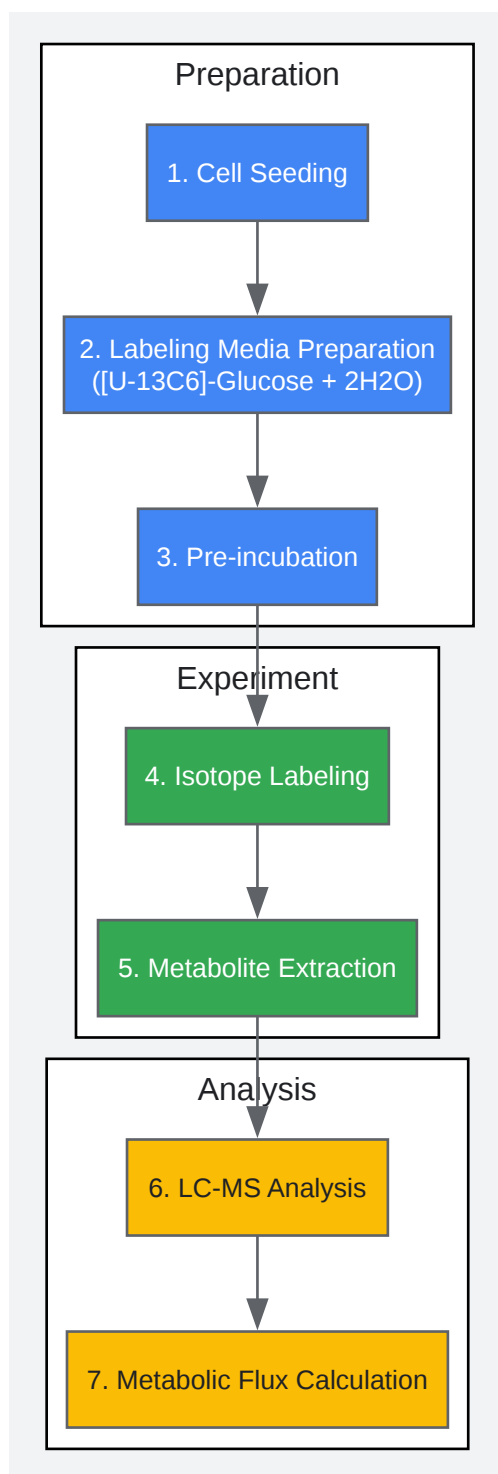 Preparation
1. Cell Seeding
2. Labeling Media Preparation
([U-13C6]-Glucose + 2H2O)
3. Pre-incubation
Experiment
4. Isotope Labeling
5. Metabolite Extraction
Analysis
6. LC-MS Analysis
7. Metabolic Flux Calculation